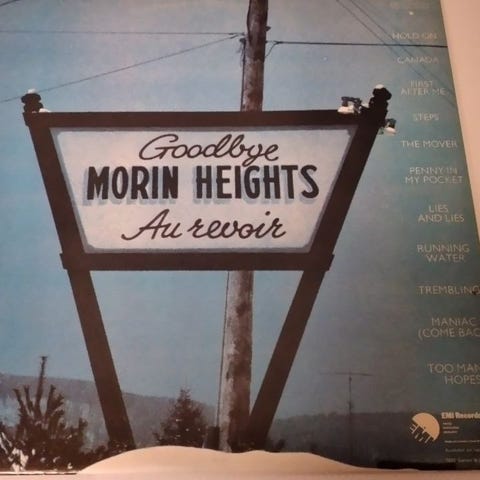 Goodbye
MORIN HEIGHTS
Au revoir
HOLD ON
CANADA
FIRST
AFTER ME
STEPS
THE MOVER
PENNY IN
MY POCKET
LIES
AND LIES
RUNNING
WATER
TREMBLING
MANIAC
(COME BAC
TOO MAN
HOPES
EMI Records